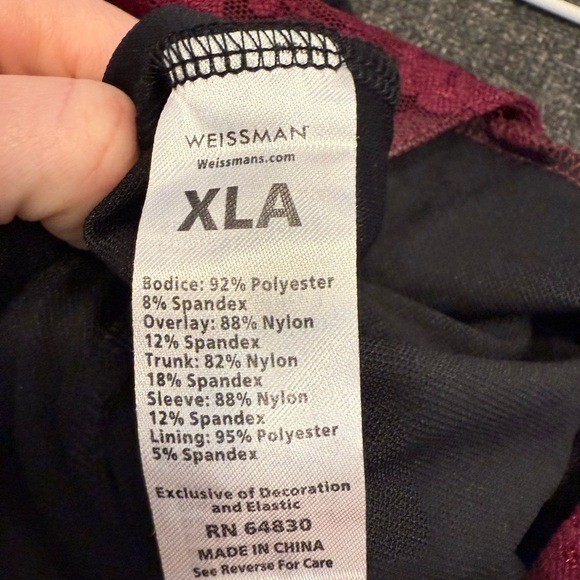 WEISSMAN
Weissmans.com
XLA
Bodice: 92% Polyester
8% Spandex
Overlay: 88% Nylon
12% Spandex
Trunk: 82% Nylon
18% Spandex
Sleeve: 88% Nylon
12% Spandex
Lining: 95% Polyester
5% Spandex
Exclusive of Decoration
and Elastic
RN 64830
MADE IN CHINA
See Reverse For Care